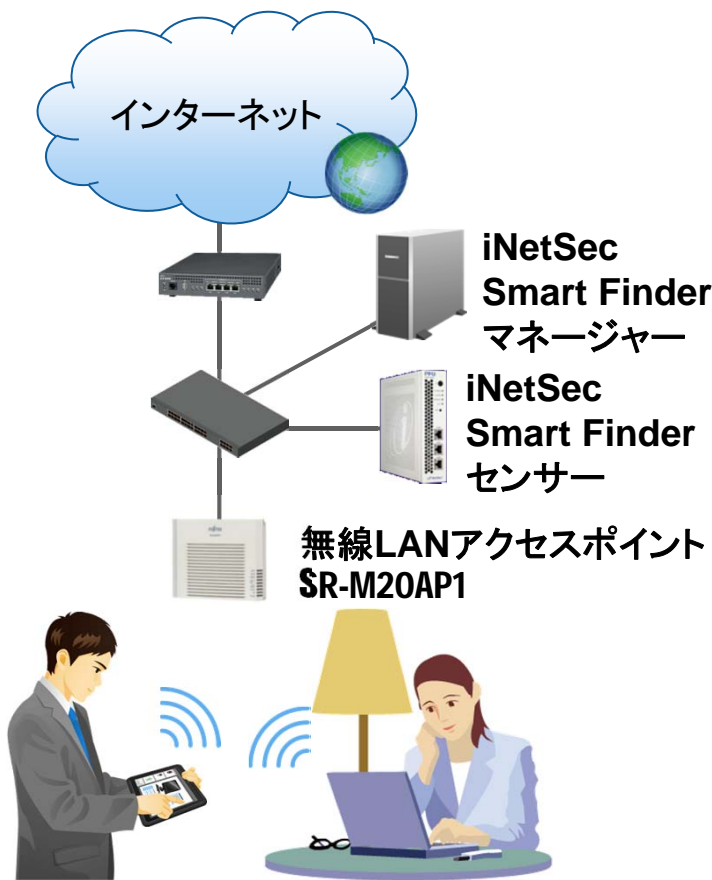 インターネット
iNetSec
Smart Finder
マネージャー
iNetSec
Smart Finder
センサー
無線LANアクセスポイント
SR-M20AP1